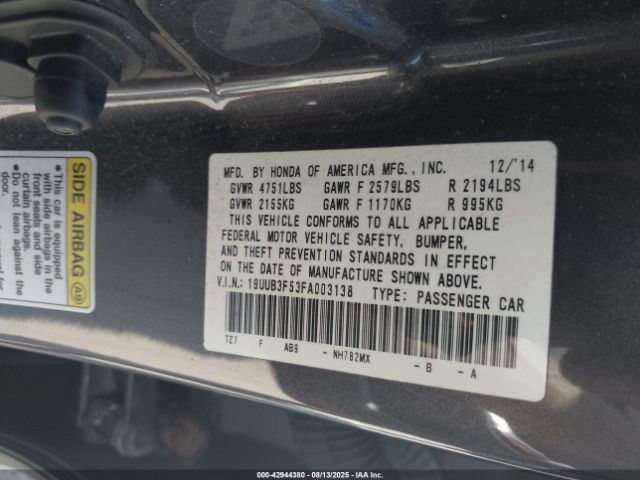 SIDE AIRBAG A9
•This car is equipped
with side airbags in the
front seats and side
curtain airbags.
•Do not lean against the
door.
MFD. BY HONDA OF AMERICA MFG., INC. 12/'14
GVWR 4751LBS GAWR F 2579LBS R 2194LBS
GVWR 2155KG GAWR F 1170KG R 995KG
THIS VEHICLE CONFORMS TO ALL APPLICABLE
FEDERAL MOTOR VEHICLE SAFETY, BUMPER,
AND THEFT PREVENTION STANDARDS IN EFFECT
ON THE DATE OF MANUFACTURE SHOWN ABOVE.
V.I.N.: 19UUB3F53FA003138 TYPE: PASSENGER CAR
TZ7 F AB9 - NH782MX - B - A
000-42944380 - 08/13/2025 - IAA Inc.